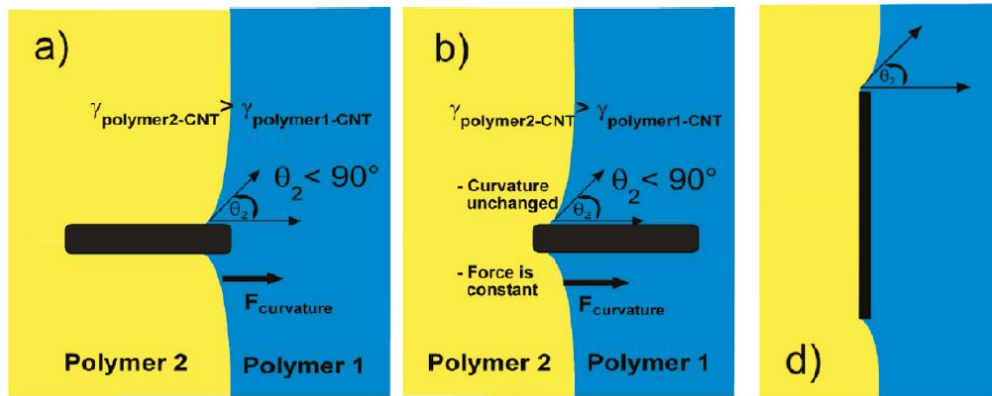 a)
γpolymer2-CNT > γpolymer1-CNT
θ2 < 90°
θ2
Fcurvature
Polymer 2 Polymer 1
b)
γpolymer2-CNT > γpolymer1-CNT
- Curvature
unchanged
θ2 < 90°
θ2
- Force is
constant
Fcurvature
Polymer 2 Polymer 1
θ2
d)